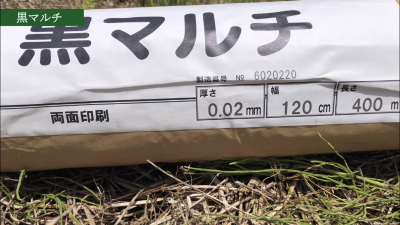 黒マルチ
黒マルチ
製造番号 № 6020220
厚さ 幅 長さ
0.02mm 120cm 400m
両面印刷